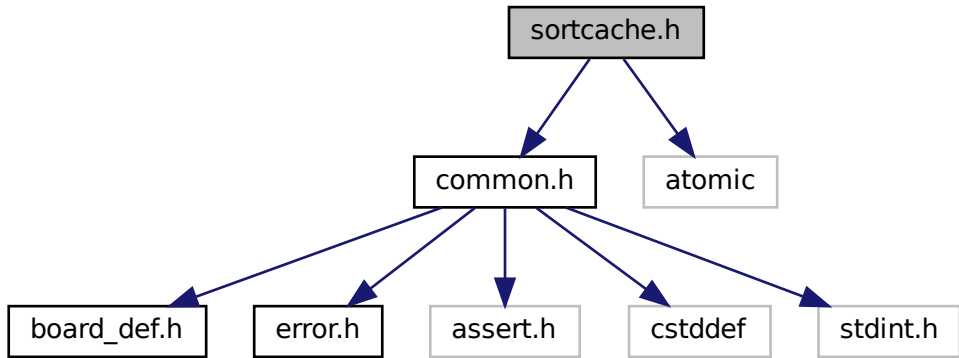 sortcache.h
common.h
atomic
board_def.h
error.h
assert.h
cstddef
stdint.h